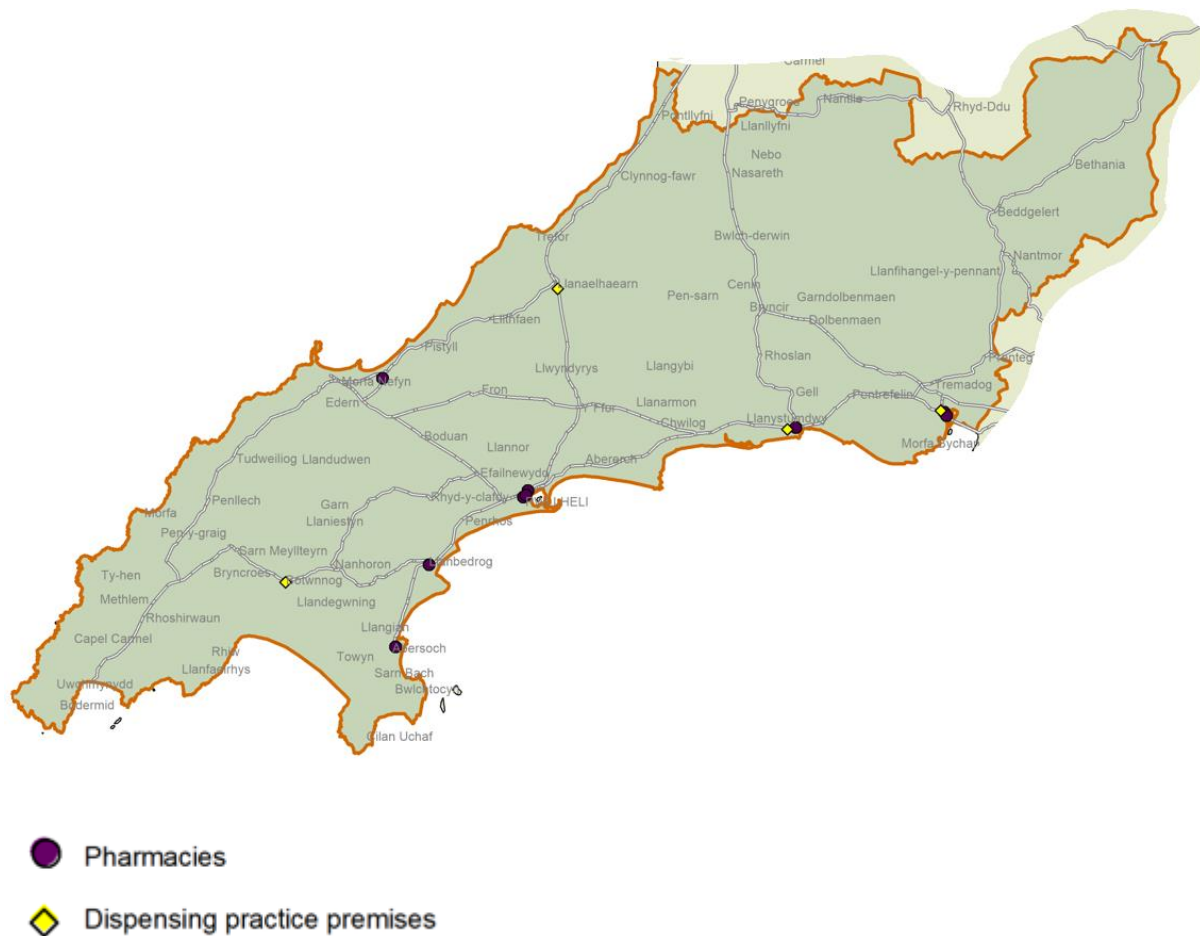 Carmel
Penygroes
Nantlle
Rhyd-Ddu
Pontllyfni
Llanllyfni
Nebo
Nasareth
Bethania
Clynnog-fawr
Beddgelert
Trefor
Bwlch-derwin
Nantmor
Llanfihangel-y-pennant
Llanaelhaearn
Cenin
Pen-sarn
Garndolbenmaen
Bryncir
Dolbenmaen
Llithfaen
Pistyll
Rhoslan
Prenteg
Llwyndyrys
Llangybi
Morfa Nefyn
Tremadog
Fron
Gell
Pentrefelin
Edern
Llanarmon
Y Ffor
Chwilog
Llanystumdwy
Boduan
Morfa Bychan
Llannor
Tudweiliog
Llandudwen
Abererch
Efailnewydd
Penllech
Rhyd-y-clafdy
PWLLHELI
Garn
Morfa
Llaniestyn
Penrhos
Pen-y-graig
Sarn Meyllteyrn
Nanhoron
Llanbedrog
Ty-hen
Bryncroes
Botwnnog
Methlem
Llandegwning
Rhoshirwaun
Llangian
Capel Carmel
Abersoch
Rhiw
Towyn
Llanfaelrhys
Sarn Bach
Uwchmynydd
Bwlchtocyn
Bodermid
Cilan Uchaf
Pharmacies
Dispensing practice premises